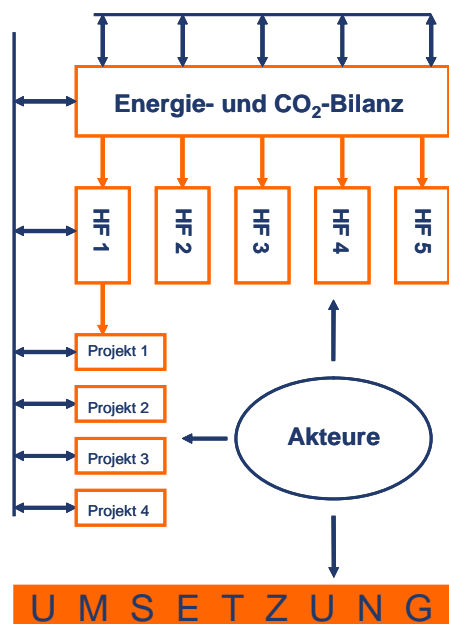 Energie- und CO₂-Bilanz
HF 1
HF 2
HF 3
HF 4
HF 5
Projekt 1
Projekt 2
Projekt 3
Projekt 4
Akteure
UMSETZUNG